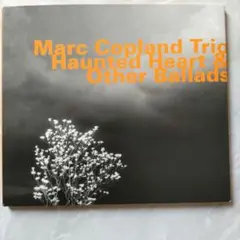 Marc Copland Trio
Haunted Heart &
Other Ballads